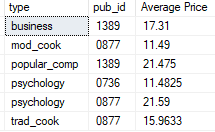 type pub_id Average Price
business 1389 17.31
mod_cook 0877 11.49
popular_comp 1389 21.475
psychology 0736 11.4825
psychology 0877 21.59
trad_cook 0877 15.9633